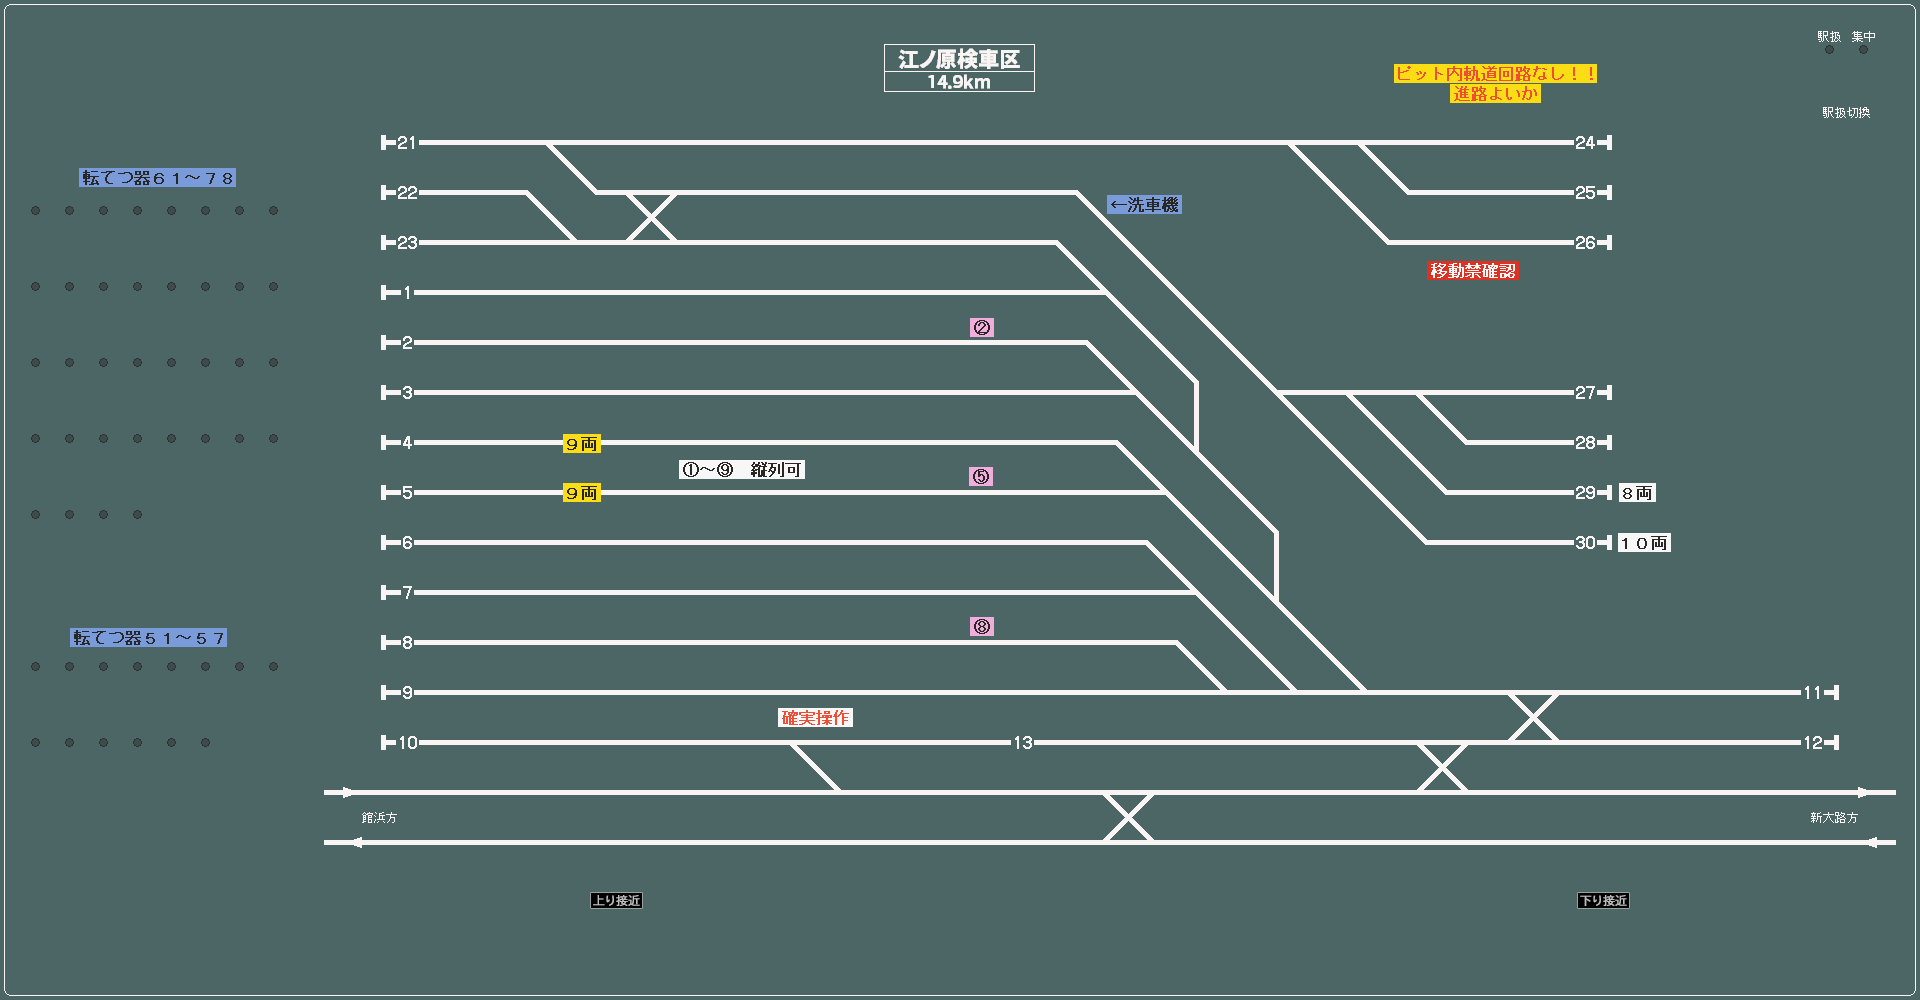 駅扱 集中
江ノ原検車区
14.9km
ピット内軌道回路なし！！
進路よいか
駅扱切換
21
24
転てつ器６１～７８
22
←洗車機
25
23
26
移動禁確認
1
②
2
3
27
4
９両
28
①～⑨　縦列可
⑤
5
９両
29
８両
6
30
１０両
7
転てつ器５１～５７
⑧
8
9
11
確実操作
10
13
12
館浜方
新大路方
上り接近
下り接近